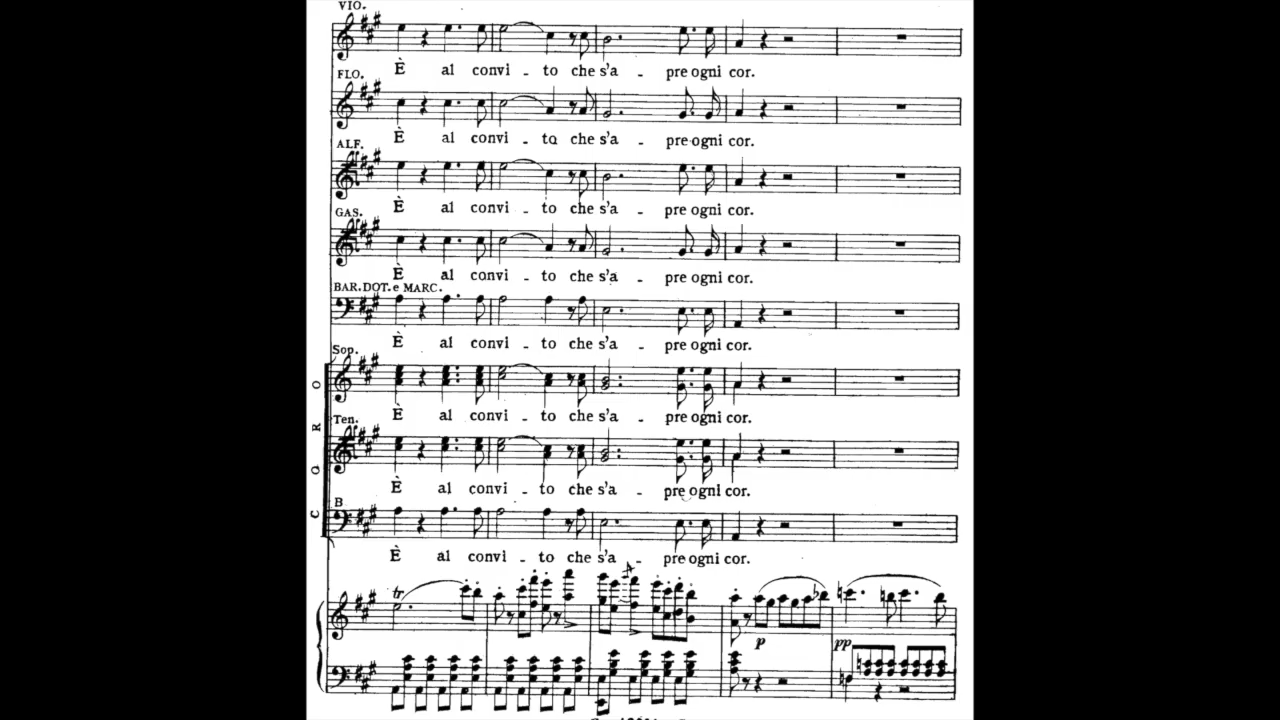 VIO.
È al convi - to che s'a - pre ogni cor.
FLO.
È al convi - to che s'a - pre ogni cor.
ALF.
È al convi - to che s'a - pre ogni cor.
GAS.
È al convi - to che s'a - pre ogni cor.
BAR. DOT. e MARC.
È al convi - to che s'a - pre ogni cor.
CORO
Sop.
È al convi - to che s'a - pre ogni cor.
Ten.
È al convi - to che s'a - pre ogni cor.
B
È al convi - to che s'a - pre ogni cor.
tr
p
pp